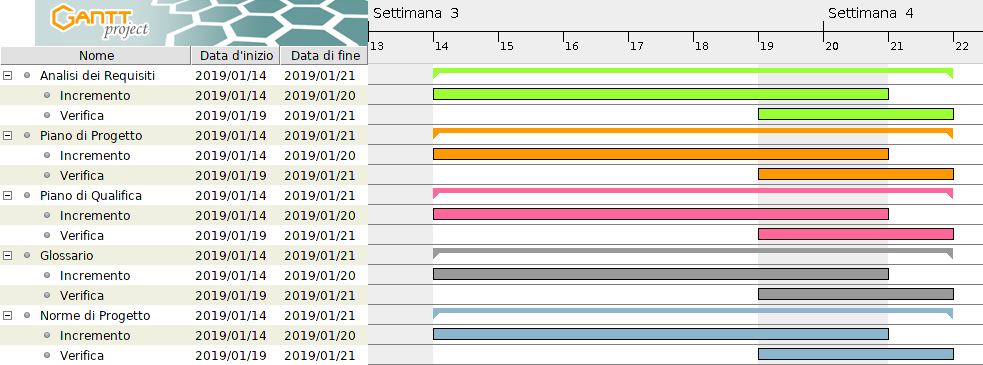 GANTT project
Settimana 3 Settimana 4
13 14 15 16 17 18 19 20 21 22
Nome Data d'inizio Data di fine
Analisi dei Requisiti 2019/01/14 2019/01/21
Incremento 2019/01/14 2019/01/20
Verifica 2019/01/19 2019/01/21
Piano di Progetto 2019/01/14 2019/01/21
Incremento 2019/01/14 2019/01/20
Verifica 2019/01/19 2019/01/21
Piano di Qualifica 2019/01/14 2019/01/21
Incremento 2019/01/14 2019/01/20
Verifica 2019/01/19 2019/01/21
Glossario 2019/01/14 2019/01/21
Incremento 2019/01/14 2019/01/20
Verifica 2019/01/19 2019/01/21
Norme di Progetto 2019/01/14 2019/01/21
Incremento 2019/01/14 2019/01/20
Verifica 2019/01/19 2019/01/21